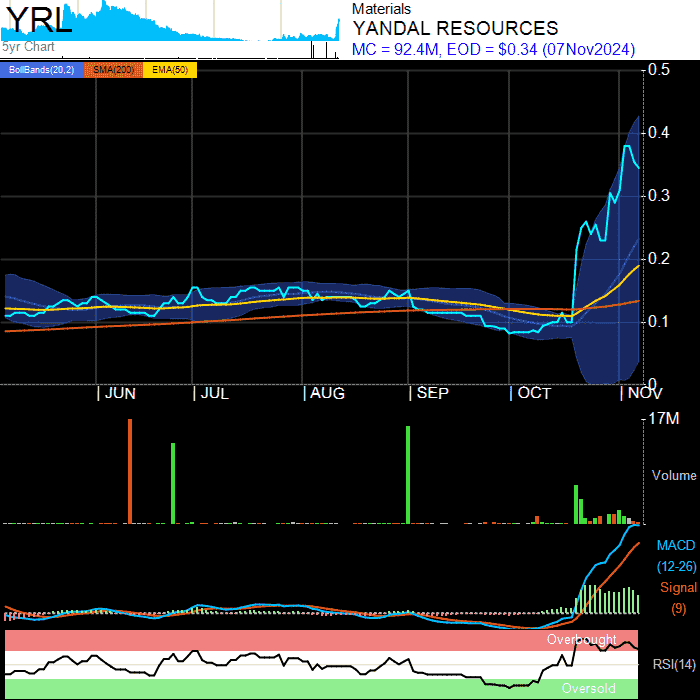 YRL
5yr Chart
Materials
YANDAL RESOURCES
MC = 92.4M, EOD = $0.34 (07Nov2024)
BollBands(20,2) SMA(200) EMA(50)
0.5
0.4
0.3
0.2
0.1
0
JUN JUL AUG SEP OCT NOV
17M
Volume
MACD
(12-26)
Signal
(9)
Overbought
RSI(14)
Oversold